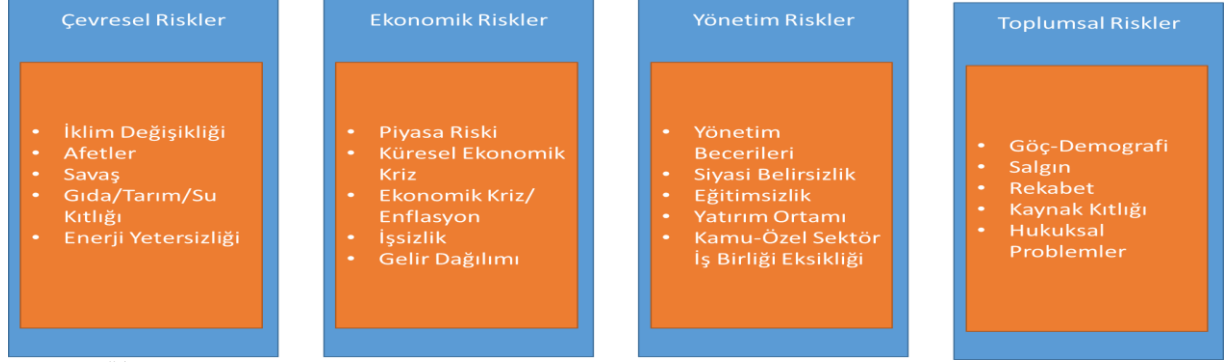 Çevresel Riskler
• İklim Değişikliği
• Afetler
• Savaş
• Gıda/Tarım/Su
Kıtlığı
• Enerji Yetersizliği
Ekonomik Riskler
• Piyasa Riski
• Küresel Ekonomik
Kriz
• Ekonomik Kriz/
Enflasyon
• İşsizlik
• Gelir Dağılımı
Yönetim Riskler
• Yönetim
Becerileri
• Siyasi Belirsizlik
• Eğitimsizlik
• Yatırım Ortamı
• Kamu-Özel Sektör
İş Birliği Eksikliği
Toplumsal Riskler
• Göç-Demografi
• Salgın
• Rekabet
• Kaynak Kıtlığı
• Hukuksal
Problemler